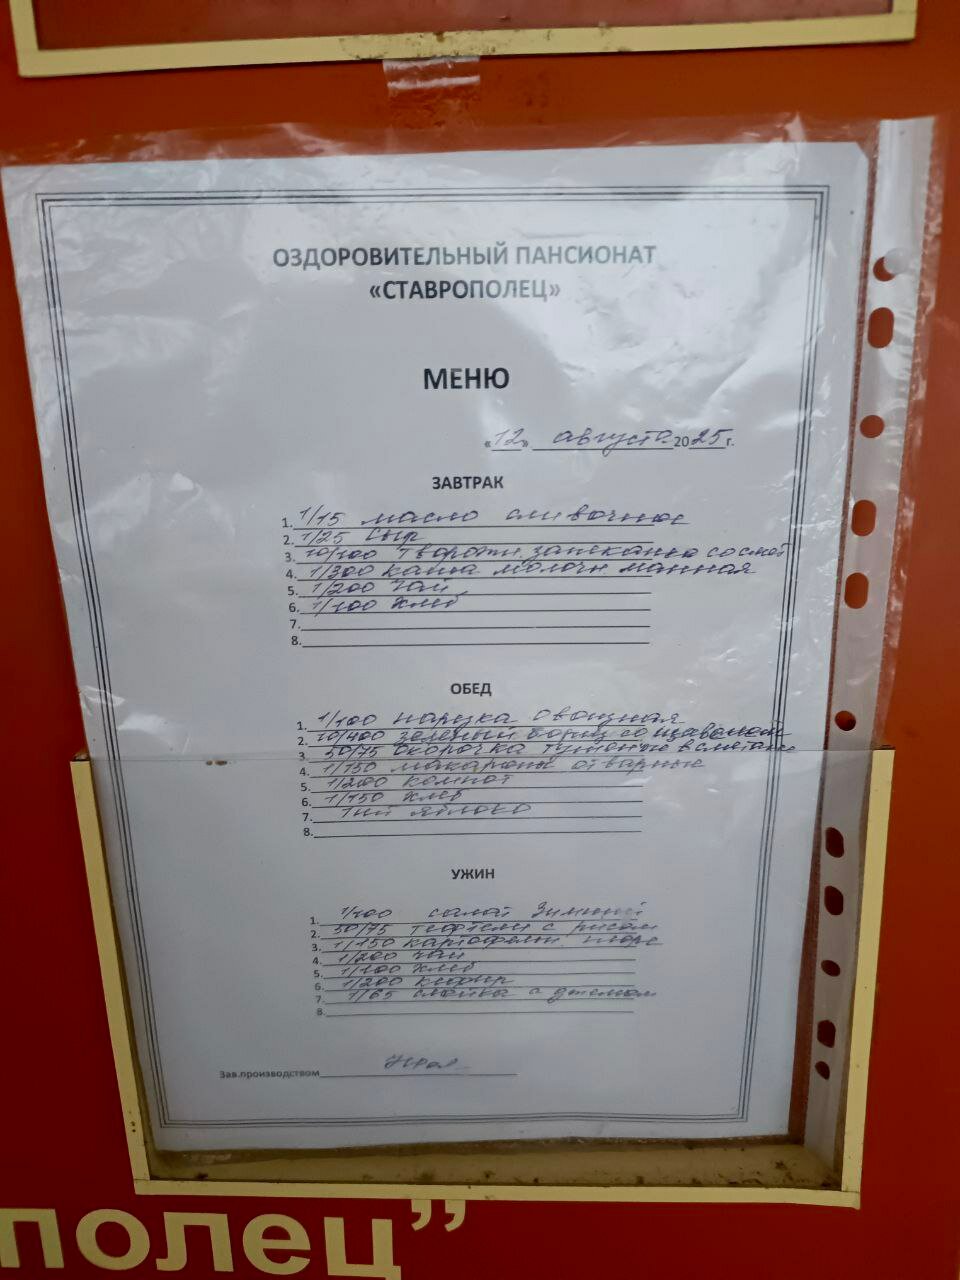 ОЗДОРОВИТЕЛЬНЫЙ ПАНСИОНАТ
«СТАВРОПОЛЕЦ»
МЕНЮ
«12» августа 2025 г.
ЗАВТРАК
1. 1/15 масло сливочное
2. 1/25 сыр
3. 10/100 творожн. запеканка со смет
4. 1/300 каша молочн. манная
5. 1/200 чай
6. 1/100 хлеб
7.
8.
ОБЕД
1. 1/100 нарезка овощная
2. 10/400 зеленый борщ со щавелем
3. 50/75 окорочка тушеные в сметане
4. 1/150 макароны отварные
5. 1/200 компот
6. 1/150 хлеб
7. 1шт яблоко
8.
УЖИН
1. 1/100 салат Зимний
2. 50/75 тефтели с рисом
3. 1/150 картофельн. пюре
4. 1/200 чай
5. 1/100 хлеб
6. 1/200 кефир
7. 1/65 слойка с джемом
8.
Зав.производством
полец”